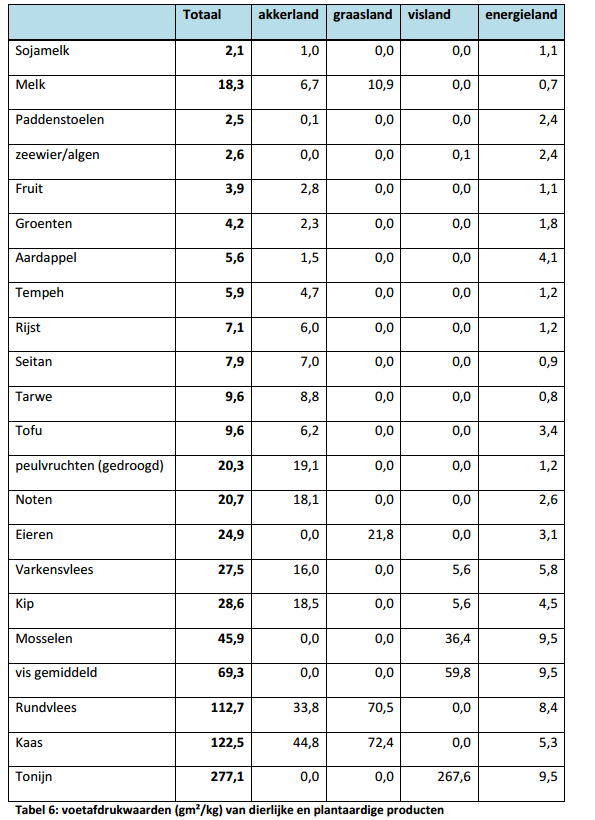 Totaal akkerland graasland visland energieland
Sojamelk 2,1 1,0 0,0 0,0 1,1
Melk 18,3 6,7 10,9 0,0 0,7
Paddenstoelen 2,5 0,1 0,0 0,0 2,4
zeewier/algen 2,6 0,0 0,0 0,1 2,4
Fruit 3,9 2,8 0,0 0,0 1,1
Groenten 4,2 2,3 0,0 0,0 1,8
Aardappel 5,6 1,5 0,0 0,0 4,1
Tempeh 5,9 4,7 0,0 0,0 1,2
Rijst 7,1 6,0 0,0 0,0 1,2
Seitan 7,9 7,0 0,0 0,0 0,9
Tarwe 9,6 8,8 0,0 0,0 0,8
Tofu 9,6 6,2 0,0 0,0 3,4
peulvruchten (gedroogd) 20,3 19,1 0,0 0,0 1,2
Noten 20,7 18,1 0,0 0,0 2,6
Eieren 24,9 0,0 21,8 0,0 3,1
Varkensvlees 27,5 16,0 0,0 5,6 5,8
Kip 28,6 18,5 0,0 5,6 4,5
Mosselen 45,9 0,0 0,0 36,4 9,5
vis gemiddeld 69,3 0,0 0,0 59,8 9,5
Rundvlees 112,7 33,8 70,5 0,0 8,4
Kaas 122,5 44,8 72,4 0,0 5,3
Tonijn 277,1 0,0 0,0 267,6 9,5
Tabel 6: voetafdrukwaarden (gm²/kg) van dierlijke en plantaardige producten